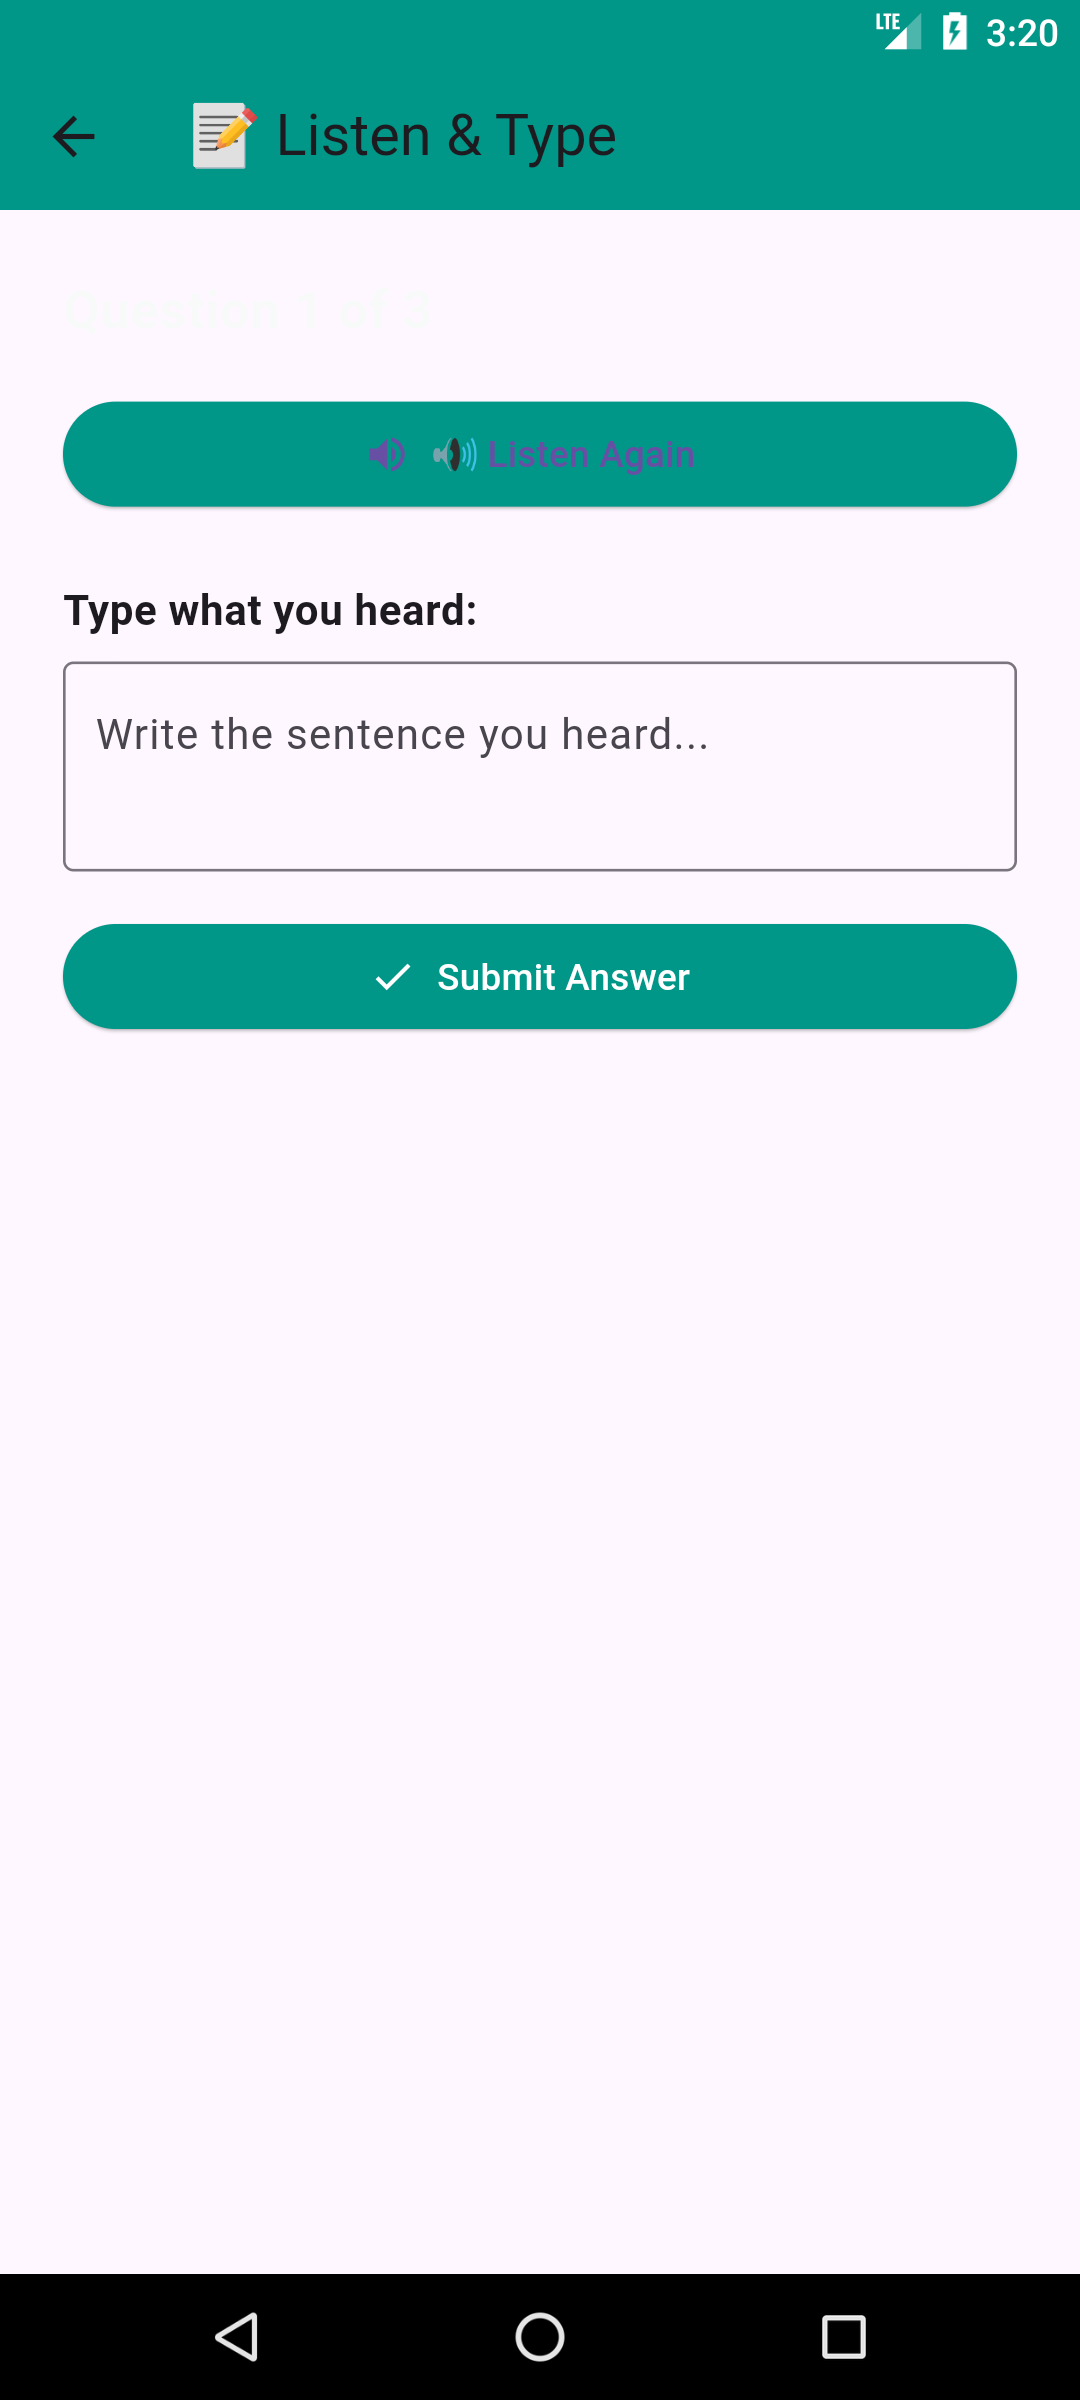 LTE 3:20
📝 Listen & Type
Question 1 of 3
🔊 Listen Again
Type what you heard:
Write the sentence you heard...
Submit Answer